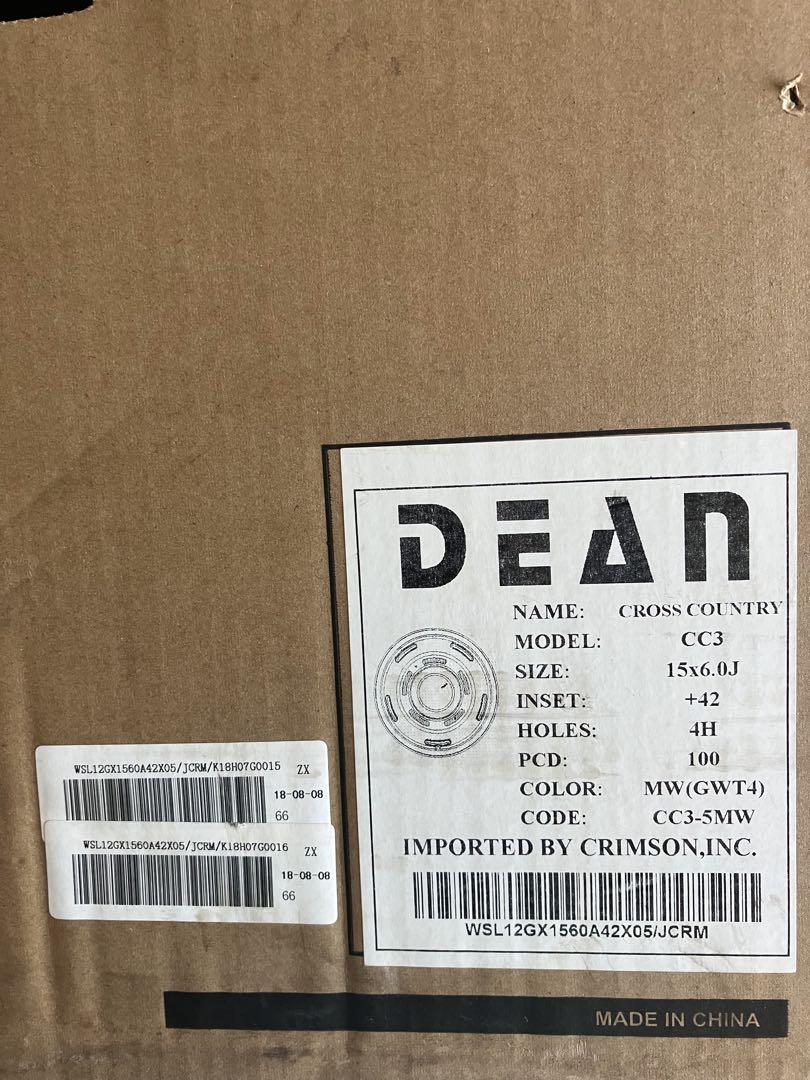 DEAN
NAME: CROSS COUNTRY
MODEL: CC3
SIZE: 15x6.0J
INSET: +42
HOLES: 4H
PCD: 100
COLOR: MW(GWT4)
CODE: CC3-5MW
IMPORTED BY CRIMSON,INC.
WSL12GX1560A42X05/JCRM
WSL12GX1560A42X05/JCRM/K18H07G0015 ZX
18-08-08
66
WSL12GX1560A42X05/JCRM/K18H07G0016 ZX
18-08-08
66
MADE IN CHINA